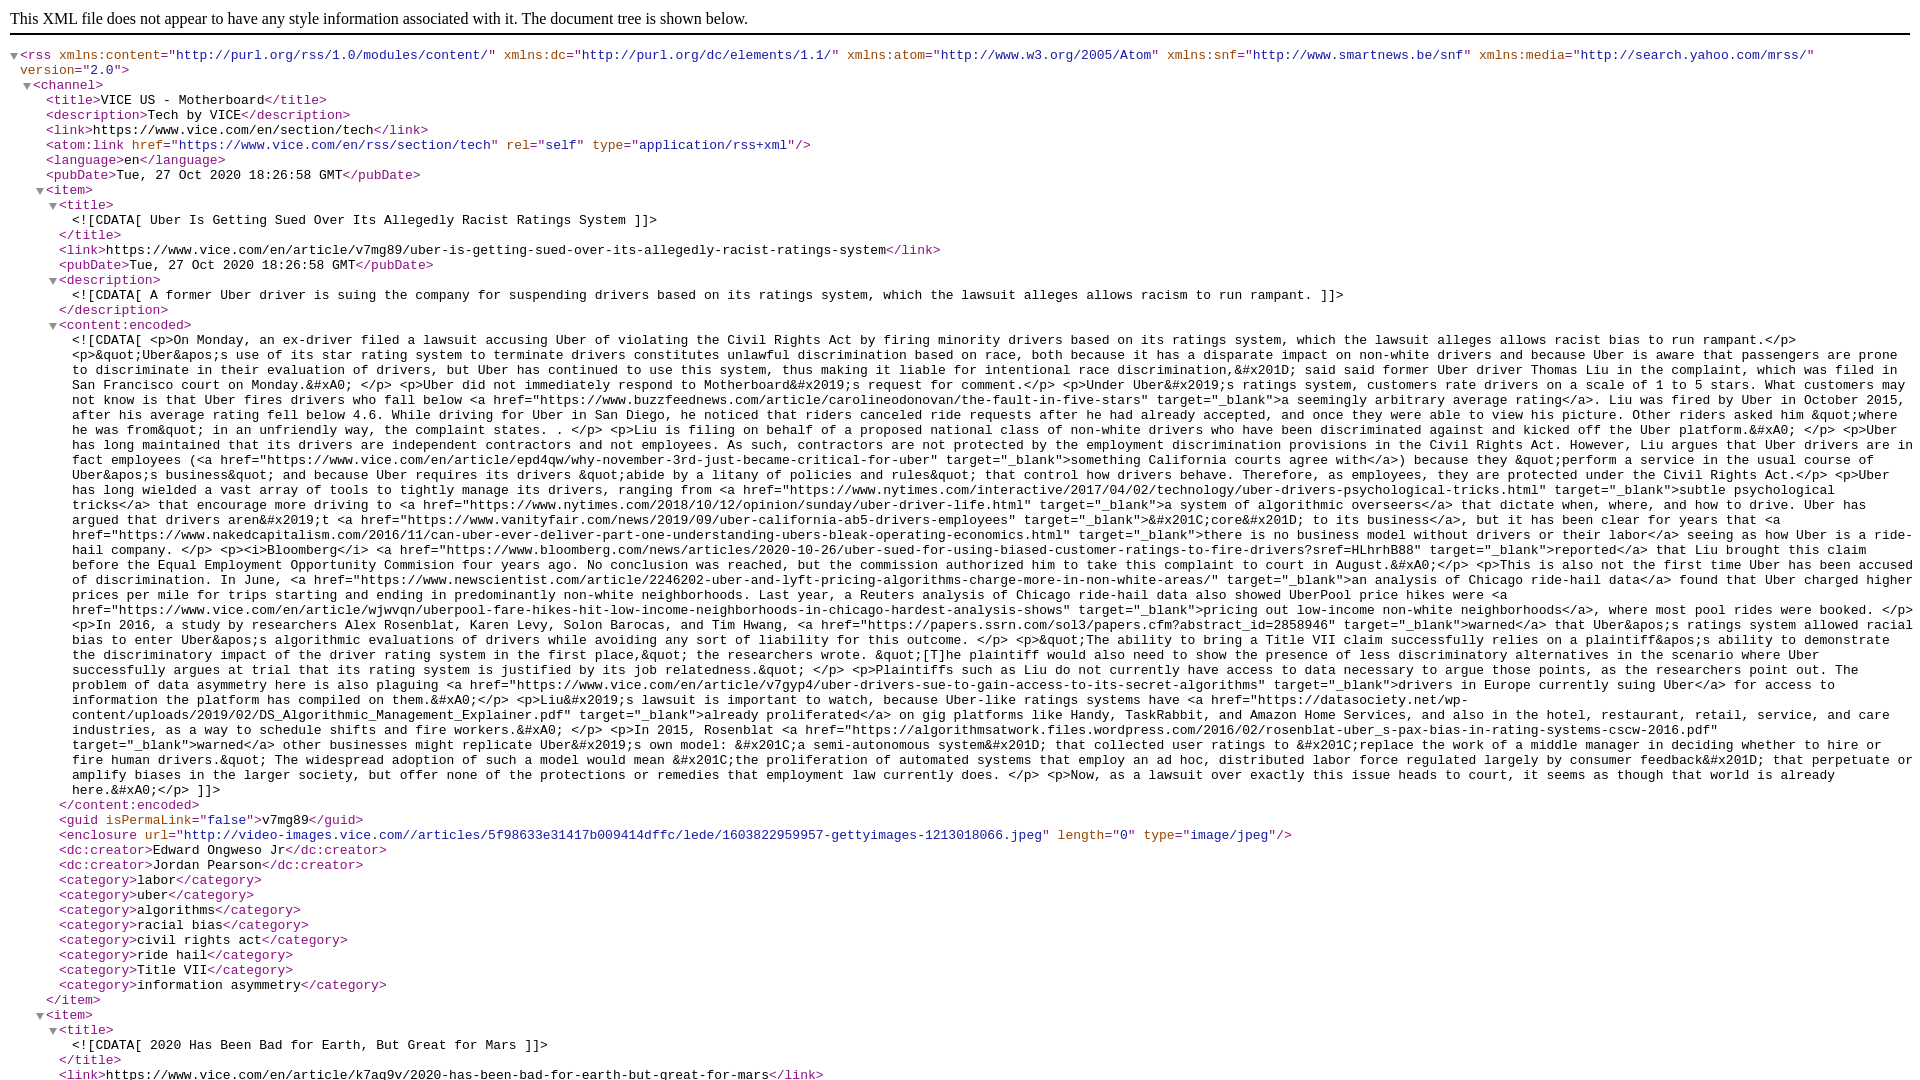 This XML file does not appear to have any style information associated with it. The document tree is shown below.
<rss xmlns:content="http://purl.org/rss/1.0/modules/content/" xmlns:dc="http://purl.org/dc/elements/1.1/" xmlns:atom="http://www.w3.org/2005/Atom" xmlns:snf="http://www.smartnews.be/snf" xmlns:media="http://search.yahoo.com/mrss/"
version="2.0">
<channel>
<title>VICE US - Motherboard</title>
<description>Tech by VICE</description>
<link>https://www.vice.com/en/section/tech</link>
<atom:link href="https://www.vice.com/en/rss/section/tech" rel="self" type="application/rss+xml"/>
<language>en</language>
<pubDate>Tue, 27 Oct 2020 18:26:58 GMT</pubDate>
<item>
<title>
<![CDATA[ Uber Is Getting Sued Over Its Allegedly Racist Ratings System ]]>
</title>
<link>https://www.vice.com/en/article/v7mg89/uber-is-getting-sued-over-its-allegedly-racist-ratings-system</link>
<pubDate>Tue, 27 Oct 2020 18:26:58 GMT</pubDate>
<description>
<![CDATA[ A former Uber driver is suing the company for suspending drivers based on its ratings system, which the lawsuit alleges allows racism to run rampant. ]]>
</description>
<content:encoded>
<![CDATA[ <p>On Monday, an ex-driver filed a lawsuit accusing Uber of violating the Civil Rights Act by firing minority drivers based on its ratings system, which the lawsuit alleges allows racist bias to run rampant.</p>
<p>&quot;Uber&apos;s use of its star rating system to terminate drivers constitutes unlawful discrimination based on race, both because it has a disparate impact on non-white drivers and because Uber is aware that passengers are prone
to discriminate in their evaluation of drivers, but Uber has continued to use this system, thus making it liable for intentional race discrimination,&#x201D; said said former Uber driver Thomas Liu in the complaint, which was filed in
San Francisco court on Monday.&#xA0; </p> <p>Uber did not immediately respond to Motherboard&#x2019;s request for comment.</p> <p>Under Uber&#x2019;s ratings system, customers rate drivers on a scale of 1 to 5 stars. What customers may
not know is that Uber fires drivers who fall below <a href="https://www.buzzfeednews.com/article/carolineodonovan/the-fault-in-five-stars" target="_blank">a seemingly arbitrary average rating</a>. Liu was fired by Uber in October 2015,
after his average rating fell below 4.6. While driving for Uber in San Diego, he noticed that riders canceled ride requests after he had already accepted, and once they were able to view his picture. Other riders asked him &quot;where
he was from&quot; in an unfriendly way, the complaint states. . </p> <p>Liu is filing on behalf of a proposed national class of non-white drivers who have been discriminated against and kicked off the Uber platform.&#xA0; </p> <p>Uber
has long maintained that its drivers are independent contractors and not employees. As such, contractors are not protected by the employment discrimination provisions in the Civil Rights Act. However, Liu argues that Uber drivers are in
fact employees (<a href="https://www.vice.com/en/article/epd4qw/why-november-3rd-just-became-critical-for-uber" target="_blank">something California courts agree with</a>) because they &quot;perform a service in the usual course of
Uber&apos;s business&quot; and because Uber requires its drivers &quot;abide by a litany of policies and rules&quot; that control how drivers behave. Therefore, as employees, they are protected under the Civil Rights Act.</p> <p>Uber
has long wielded a vast array of tools to tightly manage its drivers, ranging from <a href="https://www.nytimes.com/interactive/2017/04/02/technology/uber-drivers-psychological-tricks.html" target="_blank">subtle psychological
tricks</a> that encourage more driving to <a href="https://www.nytimes.com/2018/10/12/opinion/sunday/uber-driver-life.html" target="_blank">a system of algorithmic overseers</a> that dictate when, where, and how to drive. Uber has
argued that drivers aren&#x2019;t <a href="https://www.vanityfair.com/news/2019/09/uber-california-ab5-drivers-employees" target="_blank">&#x201C;core&#x201D; to its business</a>, but it has been clear for years that <a
href="https://www.nakedcapitalism.com/2016/11/can-uber-ever-deliver-part-one-understanding-ubers-bleak-operating-economics.html" target="_blank">there is no business model without drivers or their labor</a> seeing as how Uber is a ride-
hail company. </p> <p><i>Bloomberg</i> <a href="https://www.bloomberg.com/news/articles/2020-10-26/uber-sued-for-using-biased-customer-ratings-to-fire-drivers?sref=HLhrhB88" target="_blank">reported</a> that Liu brought this claim
before the Equal Employment Opportunity Commision four years ago. No conclusion was reached, but the commission authorized him to take this complaint to court in August.&#xA0;</p> <p>This is also not the first time Uber has been accused
of discrimination. In June, <a href="https://www.newscientist.com/article/2246202-uber-and-lyft-pricing-algorithms-charge-more-in-non-white-areas/" target="_blank">an analysis of Chicago ride-hail data</a> found that Uber charged higher
prices per mile for trips starting and ending in predominantly non-white neighborhoods. Last year, a Reuters analysis of Chicago ride-hail data also showed UberPool price hikes were <a
href="https://www.vice.com/en/article/wjwvqn/uberpool-fare-hikes-hit-low-income-neighborhoods-in-chicago-hardest-analysis-shows" target="_blank">pricing out low-income non-white neighborhoods</a>, where most pool rides were booked. </p>
<p>In 2016, a study by researchers Alex Rosenblat, Karen Levy, Solon Barocas, and Tim Hwang, <a href="https://papers.ssrn.com/sol3/papers.cfm?abstract_id=2858946" target="_blank">warned</a> that Uber&apos;s ratings system allowed racial
bias to enter Uber&apos;s algorithmic evaluations of drivers while avoiding any sort of liability for this outcome. </p> <p>&quot;The ability to bring a Title VII claim successfully relies on a plaintiff&apos;s ability to demonstrate
the discriminatory impact of the driver rating system in the first place,&quot; the researchers wrote. &quot;[T]he plaintiff would also need to show the presence of less discriminatory alternatives in the scenario where Uber
successfully argues at trial that its rating system is justified by its job relatedness.&quot; </p> <p>Plaintiffs such as Liu do not currently have access to data necessary to argue those points, as the researchers point out. The
problem of data asymmetry here is also plaguing <a href="https://www.vice.com/en/article/v7gyp4/uber-drivers-sue-to-gain-access-to-its-secret-algorithms" target="_blank">drivers in Europe currently suing Uber</a> for access to
information the platform has compiled on them.&#xA0;</p> <p>Liu&#x2019;s lawsuit is important to watch, because Uber-like ratings systems have <a href="https://datasociety.net/wp-
content/uploads/2019/02/DS_Algorithmic_Management_Explainer.pdf" target="_blank">already proliferated</a> on gig platforms like Handy, TaskRabbit, and Amazon Home Services, and also in the hotel, restaurant, retail, service, and care
industries, as a way to schedule shifts and fire workers.&#xA0; </p> <p>In 2015, Rosenblat <a href="https://algorithmsatwork.files.wordpress.com/2016/02/rosenblat-uber_s-pax-bias-in-rating-systems-cscw-2016.pdf"
target="_blank">warned</a> other businesses might replicate Uber&#x2019;s own model: &#x201C;a semi-autonomous system&#x201D; that collected user ratings to &#x201C;replace the work of a middle manager in deciding whether to hire or
fire human drivers.&quot; The widespread adoption of such a model would mean &#x201C;the proliferation of automated systems that employ an ad hoc, distributed labor force regulated largely by consumer feedback&#x201D; that perpetuate or
amplify biases in the larger society, but offer none of the protections or remedies that employment law currently does. </p> <p>Now, as a lawsuit over exactly this issue heads to court, it seems as though that world is already
here.&#xA0;</p> ]]>
</content:encoded>
<guid isPermaLink="false">v7mg89</guid>
<enclosure url="http://video-images.vice.com//articles/5f98633e31417b009414dffc/lede/1603822959957-gettyimages-1213018066.jpeg" length="0" type="image/jpeg"/>
<dc:creator>Edward Ongweso Jr</dc:creator>
<dc:creator>Jordan Pearson</dc:creator>
<category>labor</category>
<category>uber</category>
<category>algorithms</category>
<category>racial bias</category>
<category>civil rights act</category>
<category>ride hail</category>
<category>Title VII</category>
<category>information asymmetry</category>
</item>
<item>
<title>
<![CDATA[ 2020 Has Been Bad for Earth, But Great for Mars ]]>
</title>
<link>https://www.vice.com/en/article/k7aq9v/2020-has-been-bad-for-earth-but-great-for-mars</link>